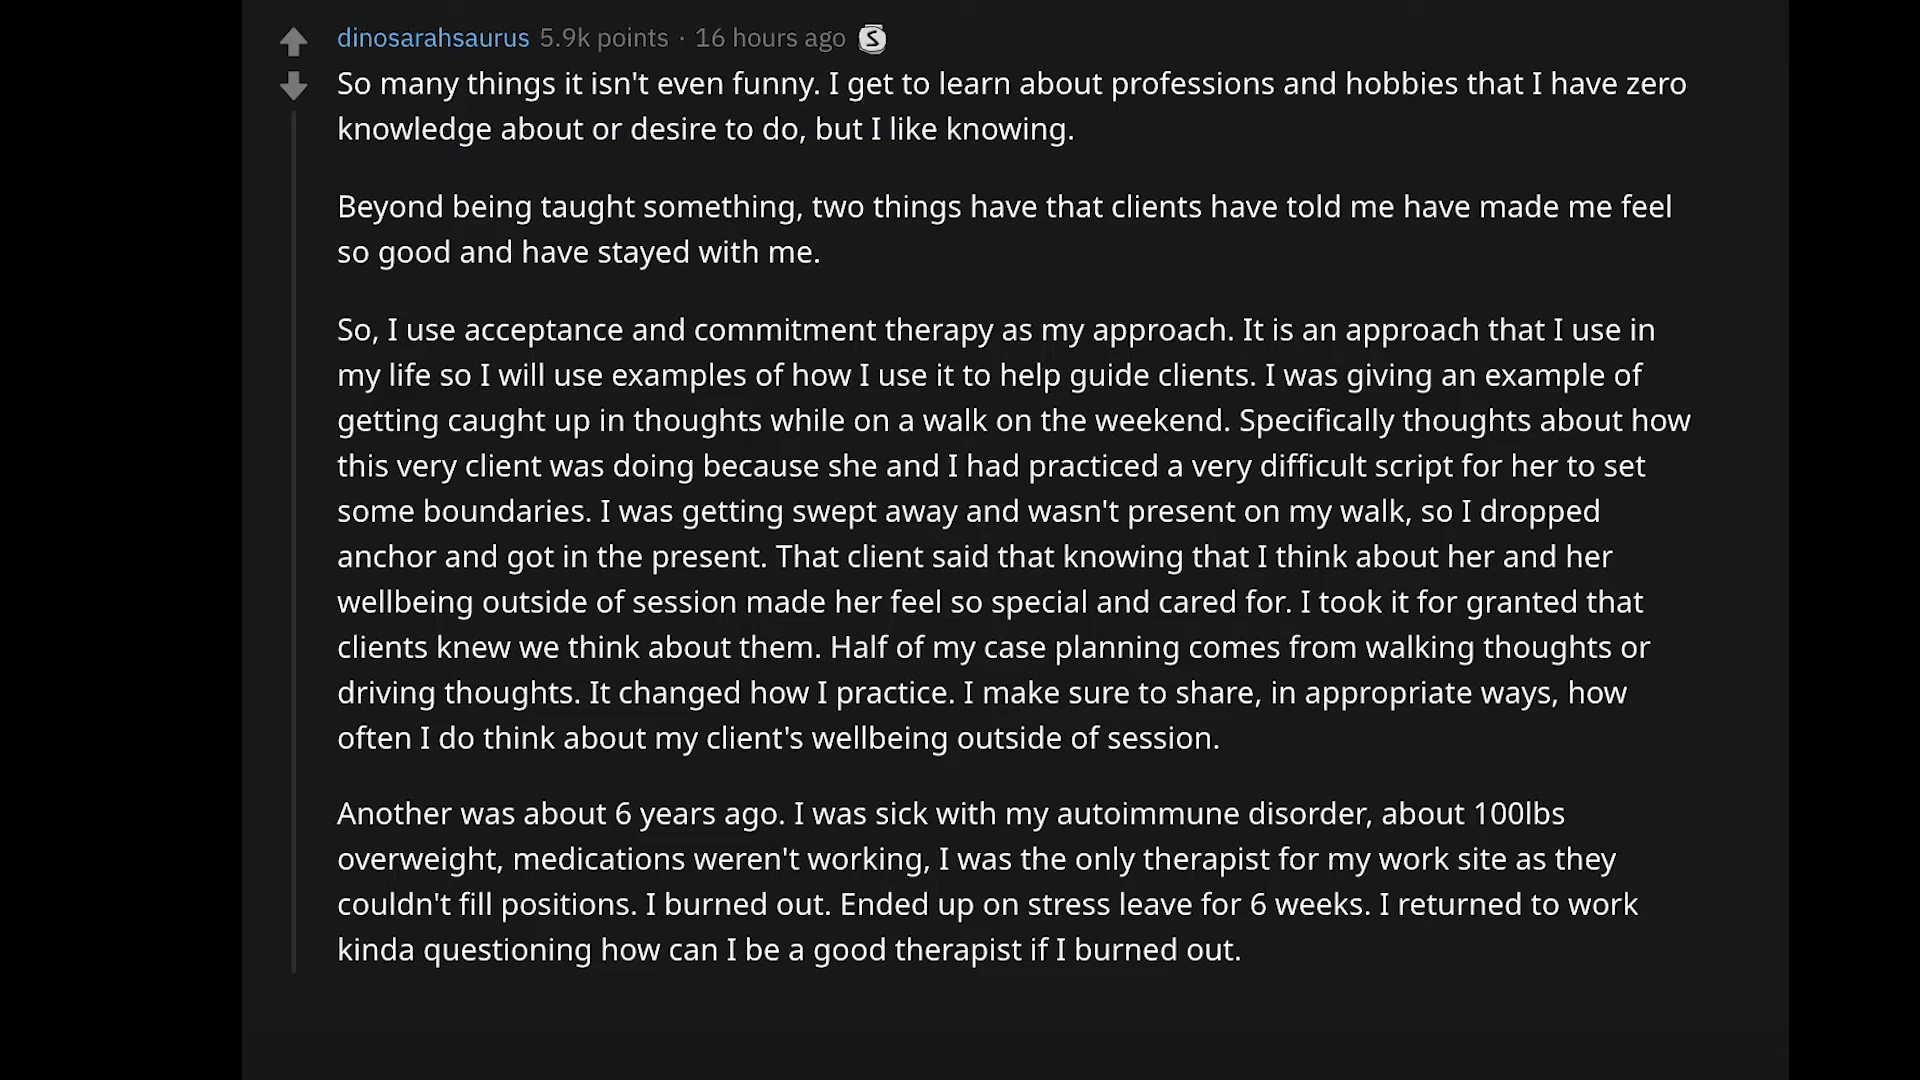 dinosarahsaurus 5.9k points · 16 hours ago S
So many things it isn't even funny. I get to learn about professions and hobbies that I have zero
knowledge about or desire to do, but I like knowing.
Beyond being taught something, two things have that clients have told me have made me feel
so good and have stayed with me.
So, I use acceptance and commitment therapy as my approach. It is an approach that I use in
my life so I will use examples of how I use it to help guide clients. I was giving an example of
getting caught up in thoughts while on a walk on the weekend. Specifically thoughts about how
this very client was doing because she and I had practiced a very difficult script for her to set
some boundaries. I was getting swept away and wasn't present on my walk, so I dropped
anchor and got in the present. That client said that knowing that I think about her and her
wellbeing outside of session made her feel so special and cared for. I took it for granted that
clients knew we think about them. Half of my case planning comes from walking thoughts or
driving thoughts. It changed how I practice. I make sure to share, in appropriate ways, how
often I do think about my client's wellbeing outside of session.
Another was about 6 years ago. I was sick with my autoimmune disorder, about 100lbs
overweight, medications weren't working, I was the only therapist for my work site as they
couldn't fill positions. I burned out. Ended up on stress leave for 6 weeks. I returned to work
kinda questioning how can I be a good therapist if I burned out.